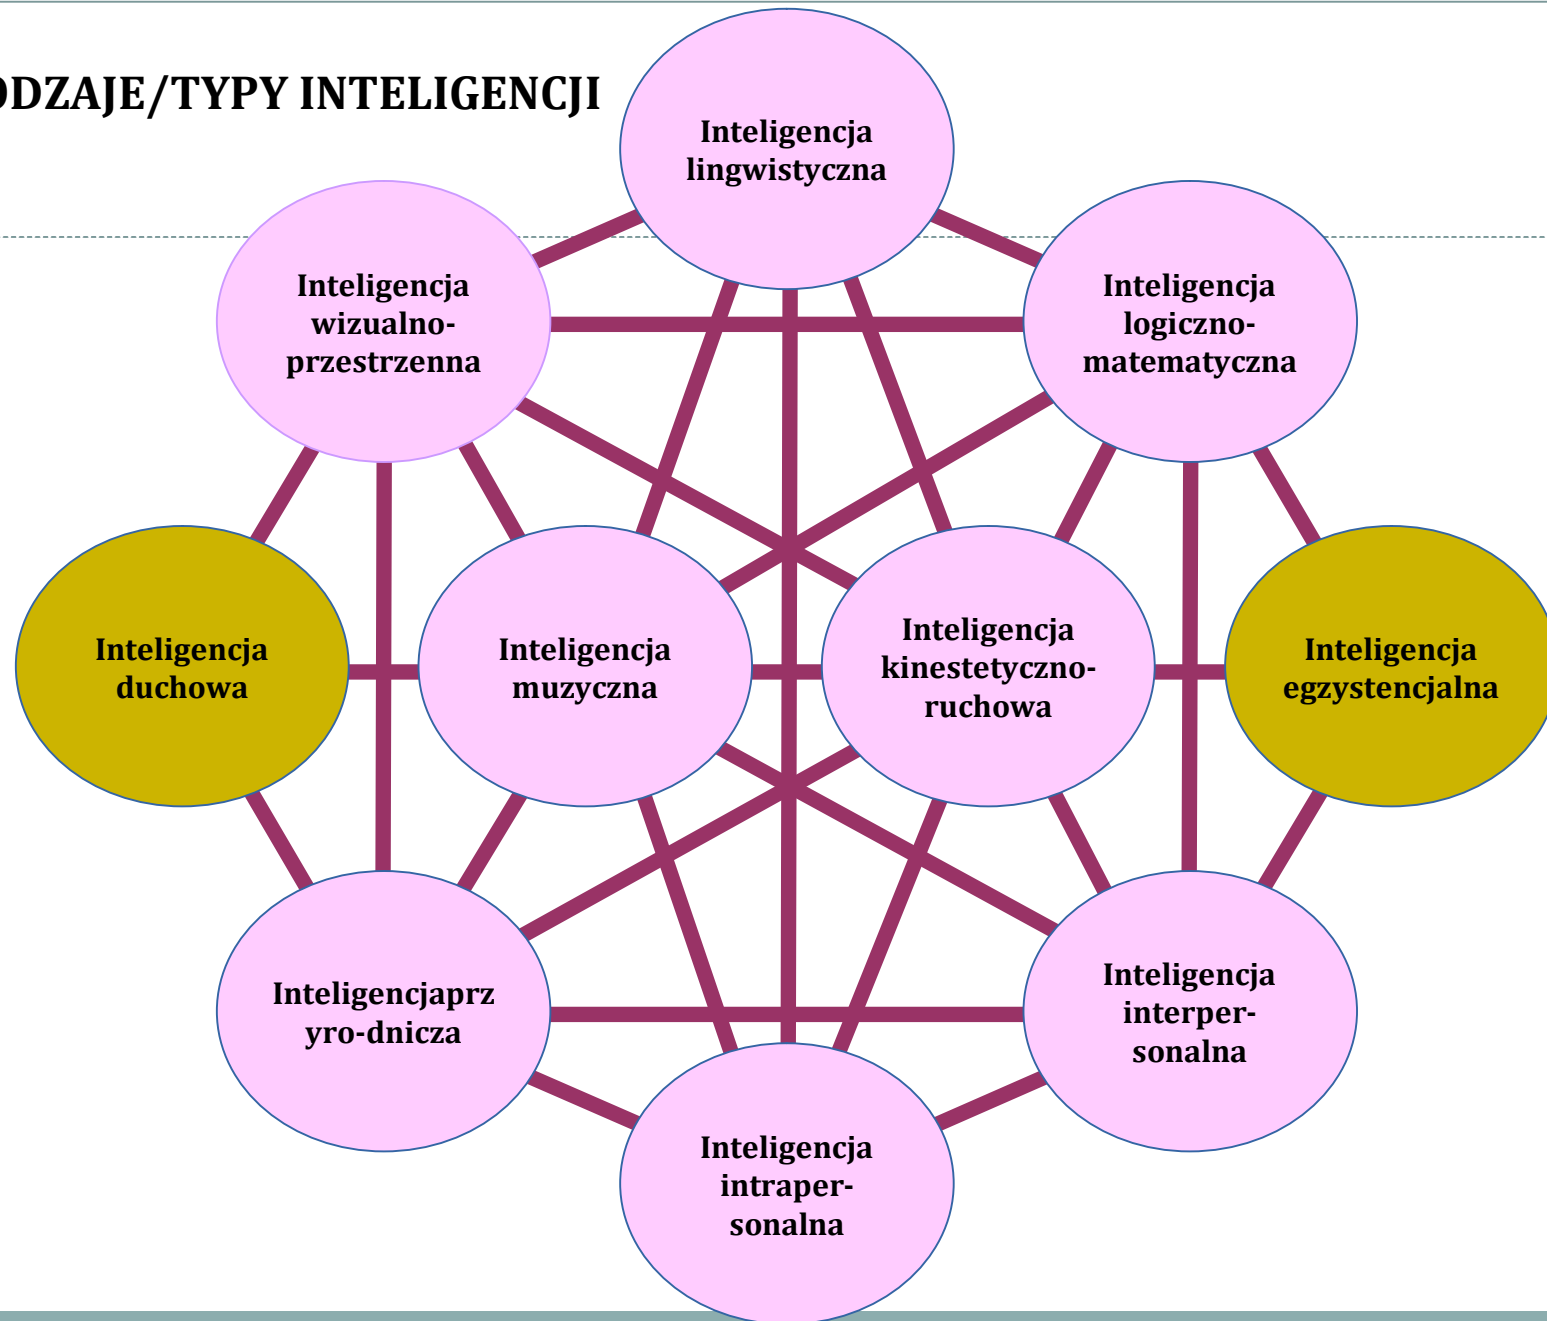 ODZAJE/TYPY INTELIGENCJI
Inteligencja
lingwistyczna
Inteligencja
wizualno-
przestrzenna
Inteligencja
logiczno-
matematyczna
Inteligencja
duchowa
Inteligencja
muzyczna
Inteligencja
kinestetyczno-
ruchowa
Inteligencja
egzystencjalna
Inteligencjaprz
yro-dnicza
Inteligencja
interper-
sonalna
Inteligencja
intraper-
sonalna